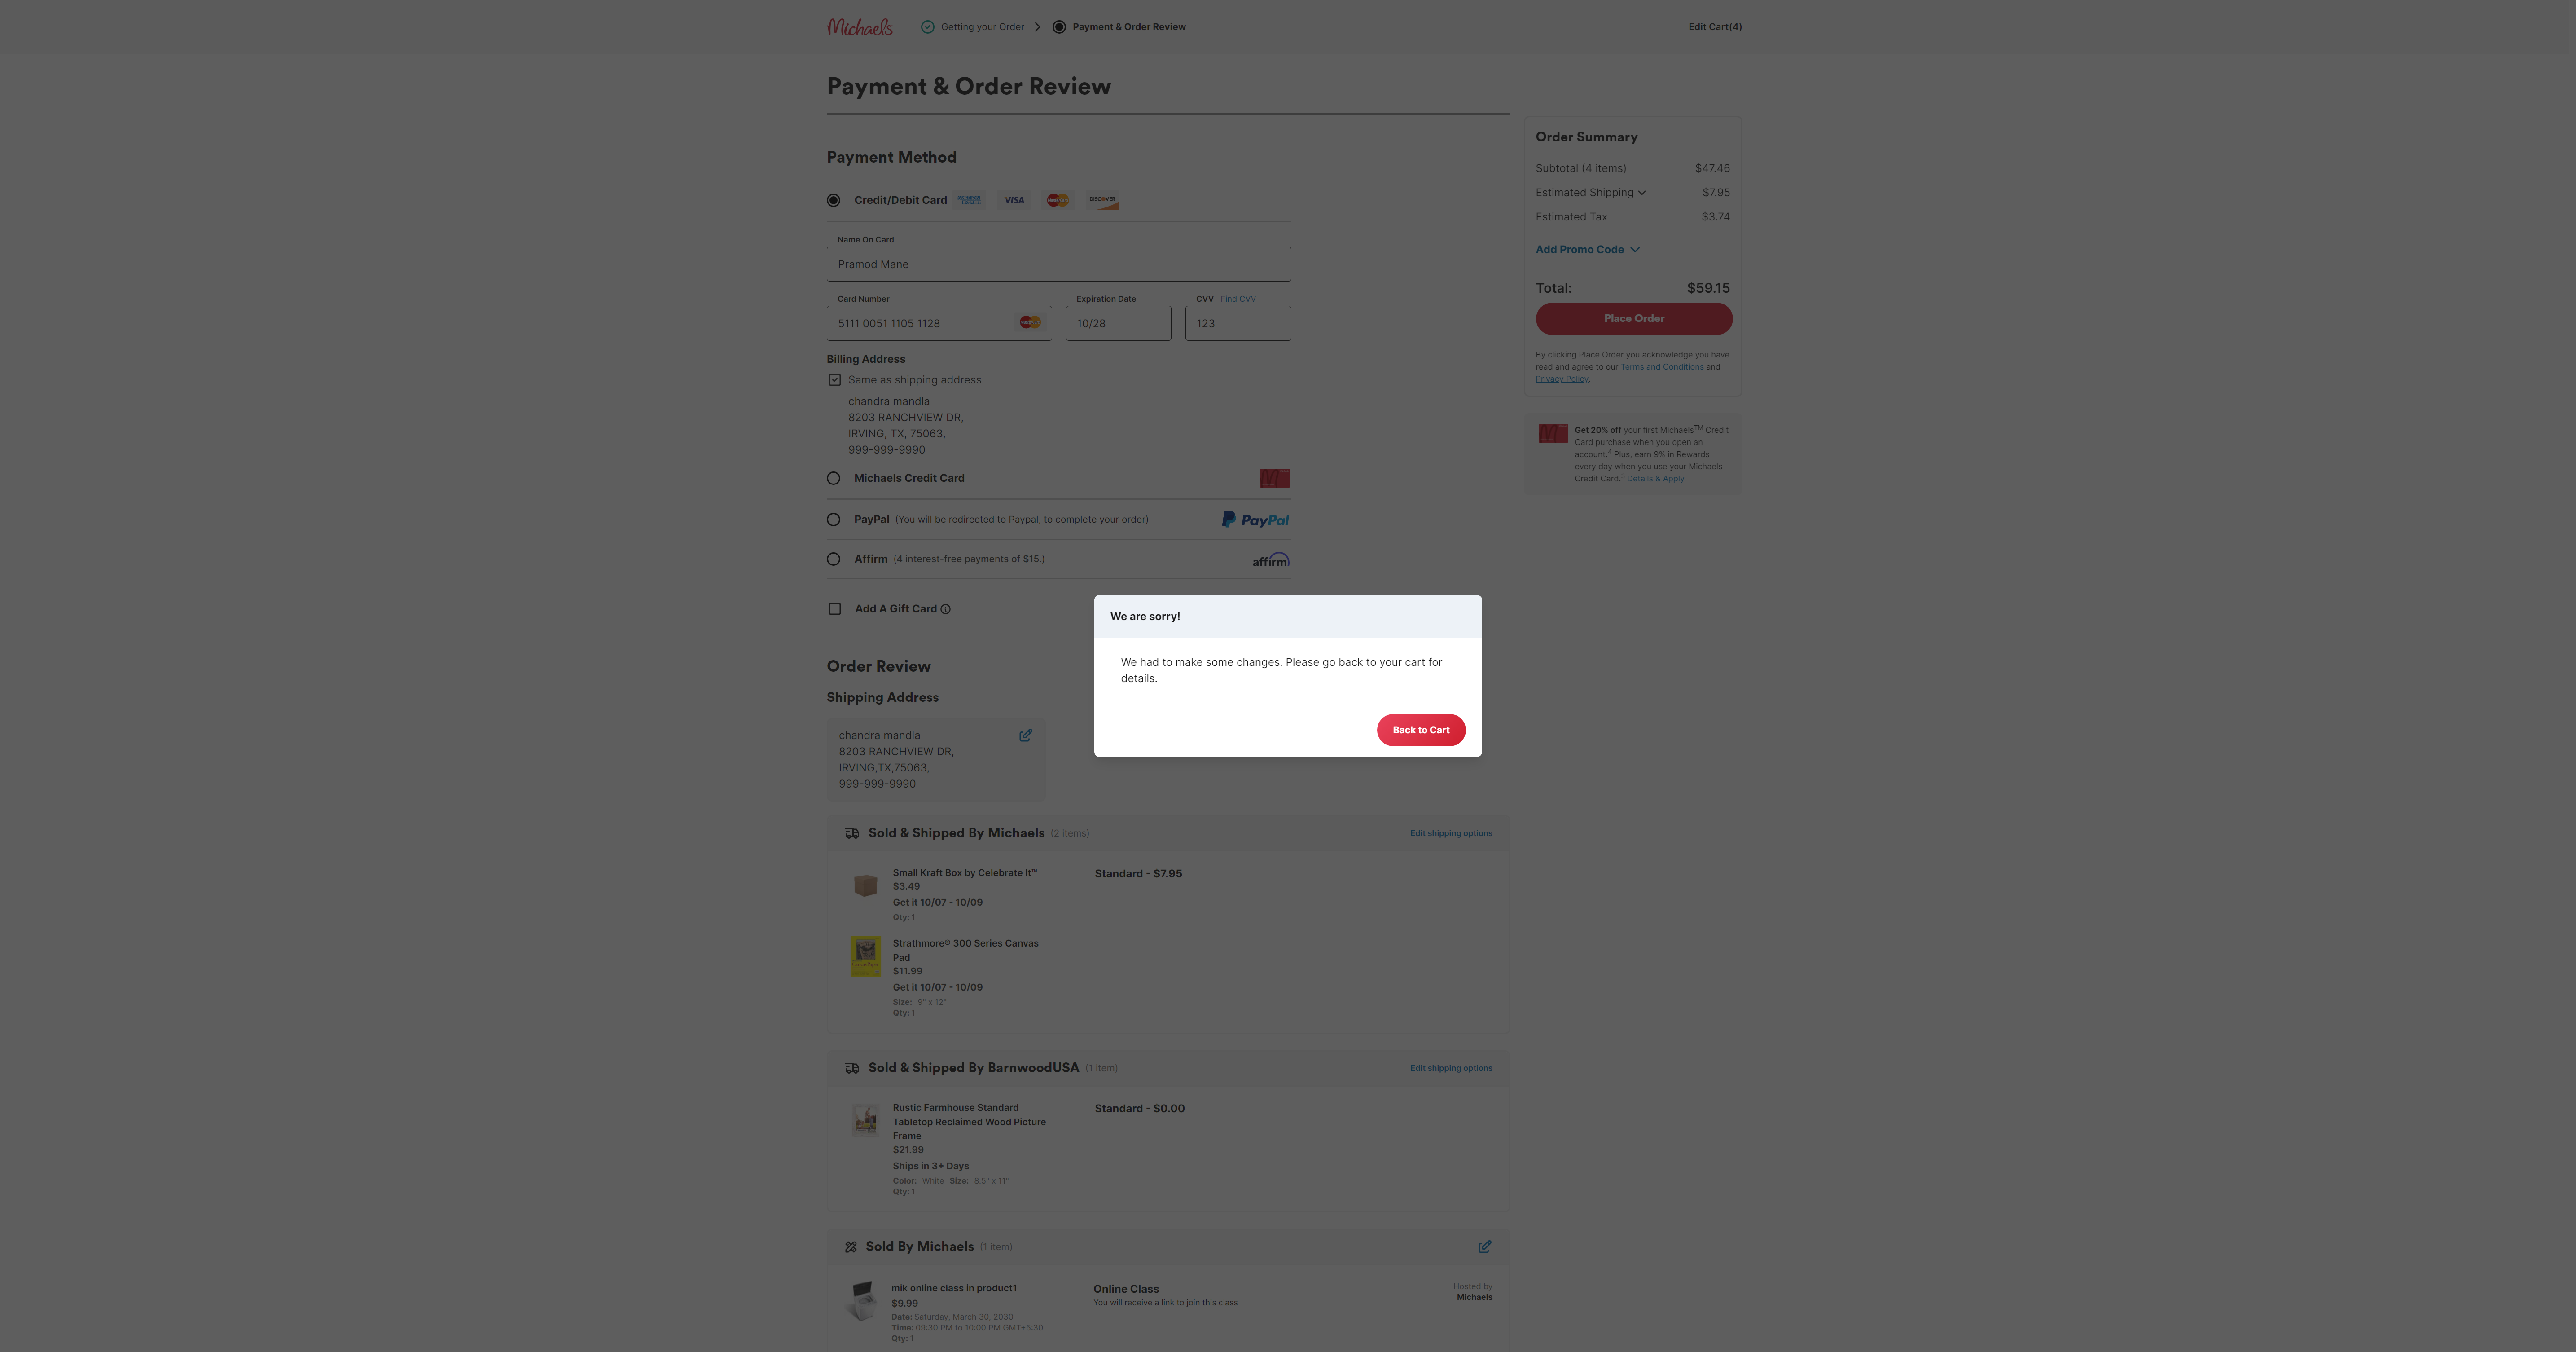 Michaels
Getting your Order
Payment & Order Review
Edit Cart(4)
Payment & Order Review
Payment Method
Credit/Debit Card
VISA
DISCOVER
Name On Card
Pramod Mane
Card Number
Expiration Date
CVV Find CVV
5111 0051 1105 1128
10/28
123
Billing Address
Same as shipping address
chandra mandla
8203 RANCHVIEW DR,
IRVING, TX, 75063,
999-999-9990
Michaels Credit Card
PayPal (You will be redirected to Paypal, to complete your order)
PayPal
Affirm (4 interest-free payments of $15.)
affirm
Add A Gift Card
Order Summary
Subtotal (4 items) $47.46
Estimated Shipping $7.95
Estimated Tax $3.74
Add Promo Code
Total: $59.15
Place Order
By clicking Place Order you acknowledge you have
read and agree to our Terms and Conditions and
Privacy Policy.
Get 20% off your first Michaels™ Credit
Card purchase when you open an
account.⁴ Plus, earn 9% in Rewards
every day when you use your Michaels
Credit Card.⁵ Details & Apply
We are sorry!
We had to make some changes. Please go back to your cart for
details.
Back to Cart
Order Review
Shipping Address
chandra mandla
8203 RANCHVIEW DR,
IRVING,TX,75063,
999-999-9990
Sold & Shipped By Michaels (2 items)
Edit shipping options
Small Kraft Box by Celebrate It™
$3.49
Get it 10/07 - 10/09
Qty: 1
Standard - $7.95
Strathmore® 300 Series Canvas
Pad
$11.99
Get it 10/07 - 10/09
Size: 9" x 12"
Qty: 1
Sold & Shipped By BarnwoodUSA (1 item)
Edit shipping options
Rustic Farmhouse Standard
Tabletop Reclaimed Wood Picture
Frame
$21.99
Ships in 3+ Days
Color: White Size: 8.5" x 11"
Qty: 1
Standard - $0.00
Sold By Michaels (1 item)
mik online class in product1
$9.99
Date: Saturday, March 30, 2030
Time: 09:30 PM to 10:00 PM GMT+5:30
Qty: 1
Online Class
You will receive a link to join this class
Hosted by
Michaels